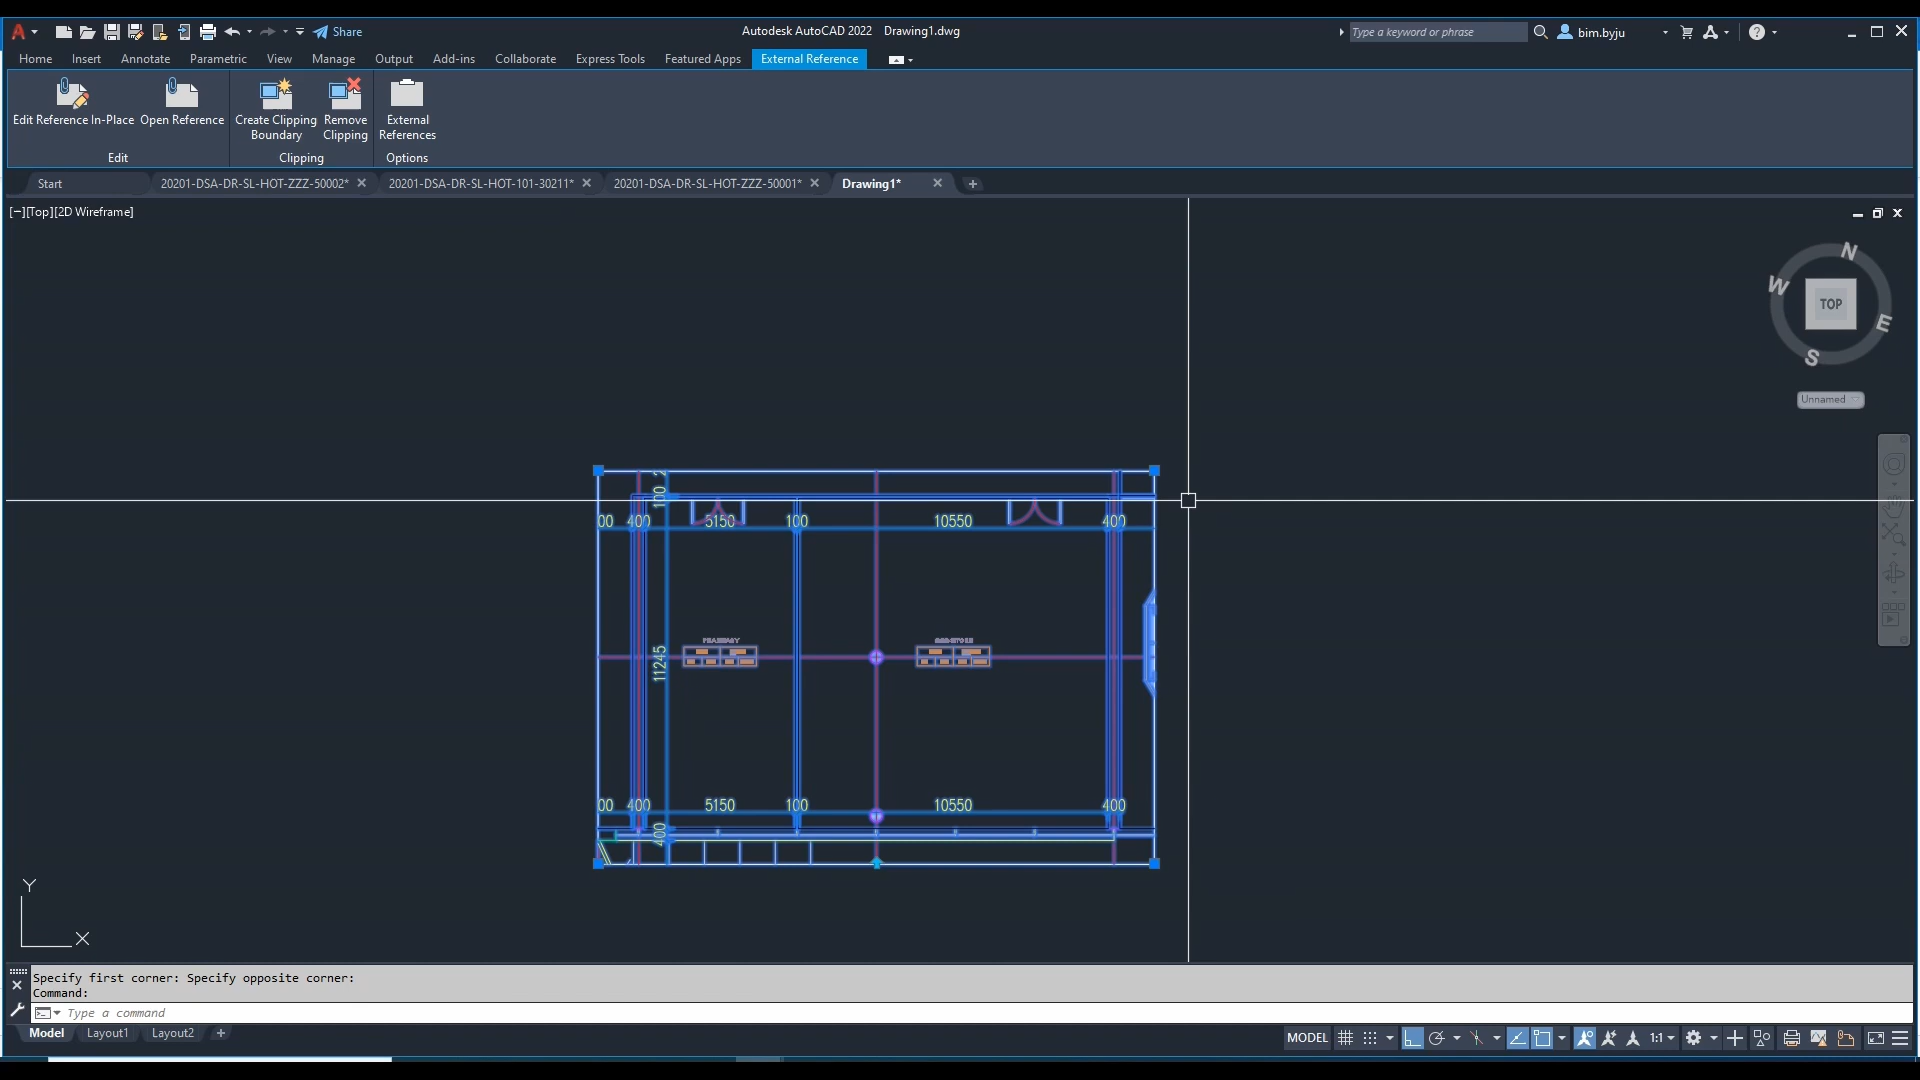 Share
Autodesk AutoCAD 2022 Drawing1.dwg
Type a keyword or phrase
bim.byju
Home Insert Annotate Parametric View Manage Output Add-ins Collaborate Express Tools Featured Apps External Reference
Edit Reference In-Place Open Reference Create Clipping Boundary Remove Clipping External References
Edit Clipping Options
Start 20201-DSA-DR-SL-HOT-ZZZ-50002* 20201-DSA-DR-SL-HOT-101-30211* 20201-DSA-DR-SL-HOT-ZZZ-50001* Drawing1*
[−][Top][2D Wireframe]
N
W TOP E
S
Unnamed
100
00 400 5150 100 10550 400
11245
00 400 5150 100 10550 400
400
Y
X
Specify first corner: Specify opposite corner:
Command:
Type a command
Model Layout1 Layout2 +
MODEL 1:1